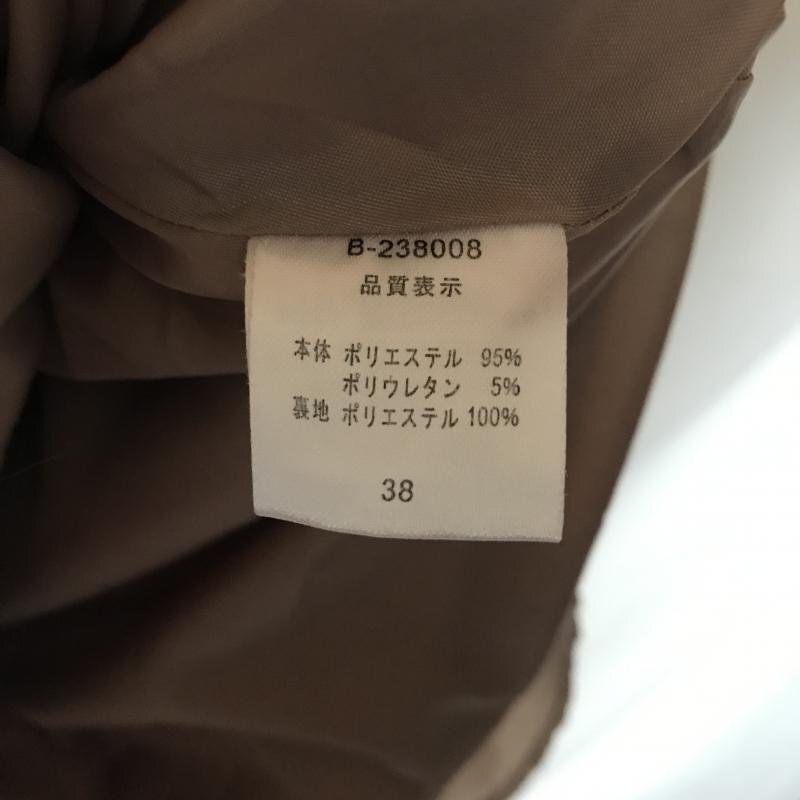 B-238008
品質表示
本体 ポリエステル 95%
ポリウレタン 5%
裏地 ポリエステル 100%
38